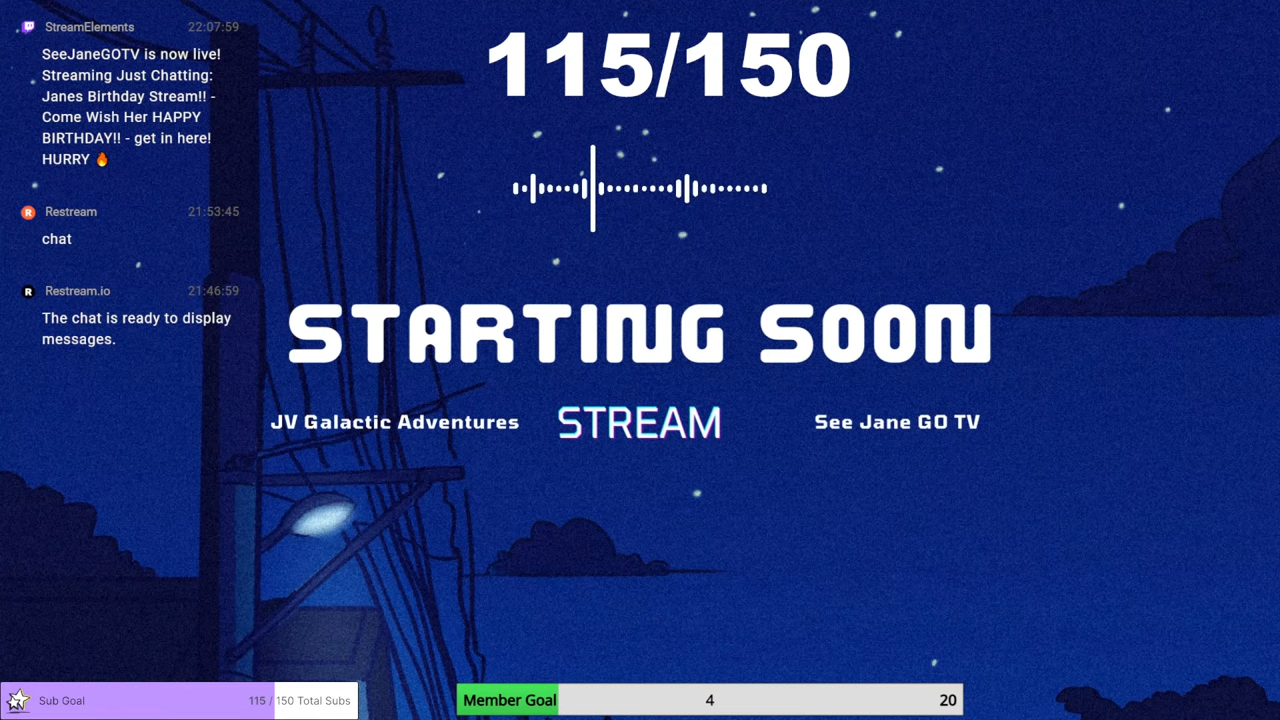 StreamElements 22:07:59
SeeJaneGOTV is now live!
Streaming Just Chatting:
Janes Birthday Stream!! -
Come Wish Her HAPPY
BIRTHDAY!! - get in here!
HURRY 🔥
Restream 21:53:45
chat
Restream.io 21:46:59
The chat is ready to display
messages.
115/150
STARTING SOON
JV Galactic Adventures STREAM See Jane GO TV
Sub Goal 115 / 150 Total Subs
Member Goal 4 20